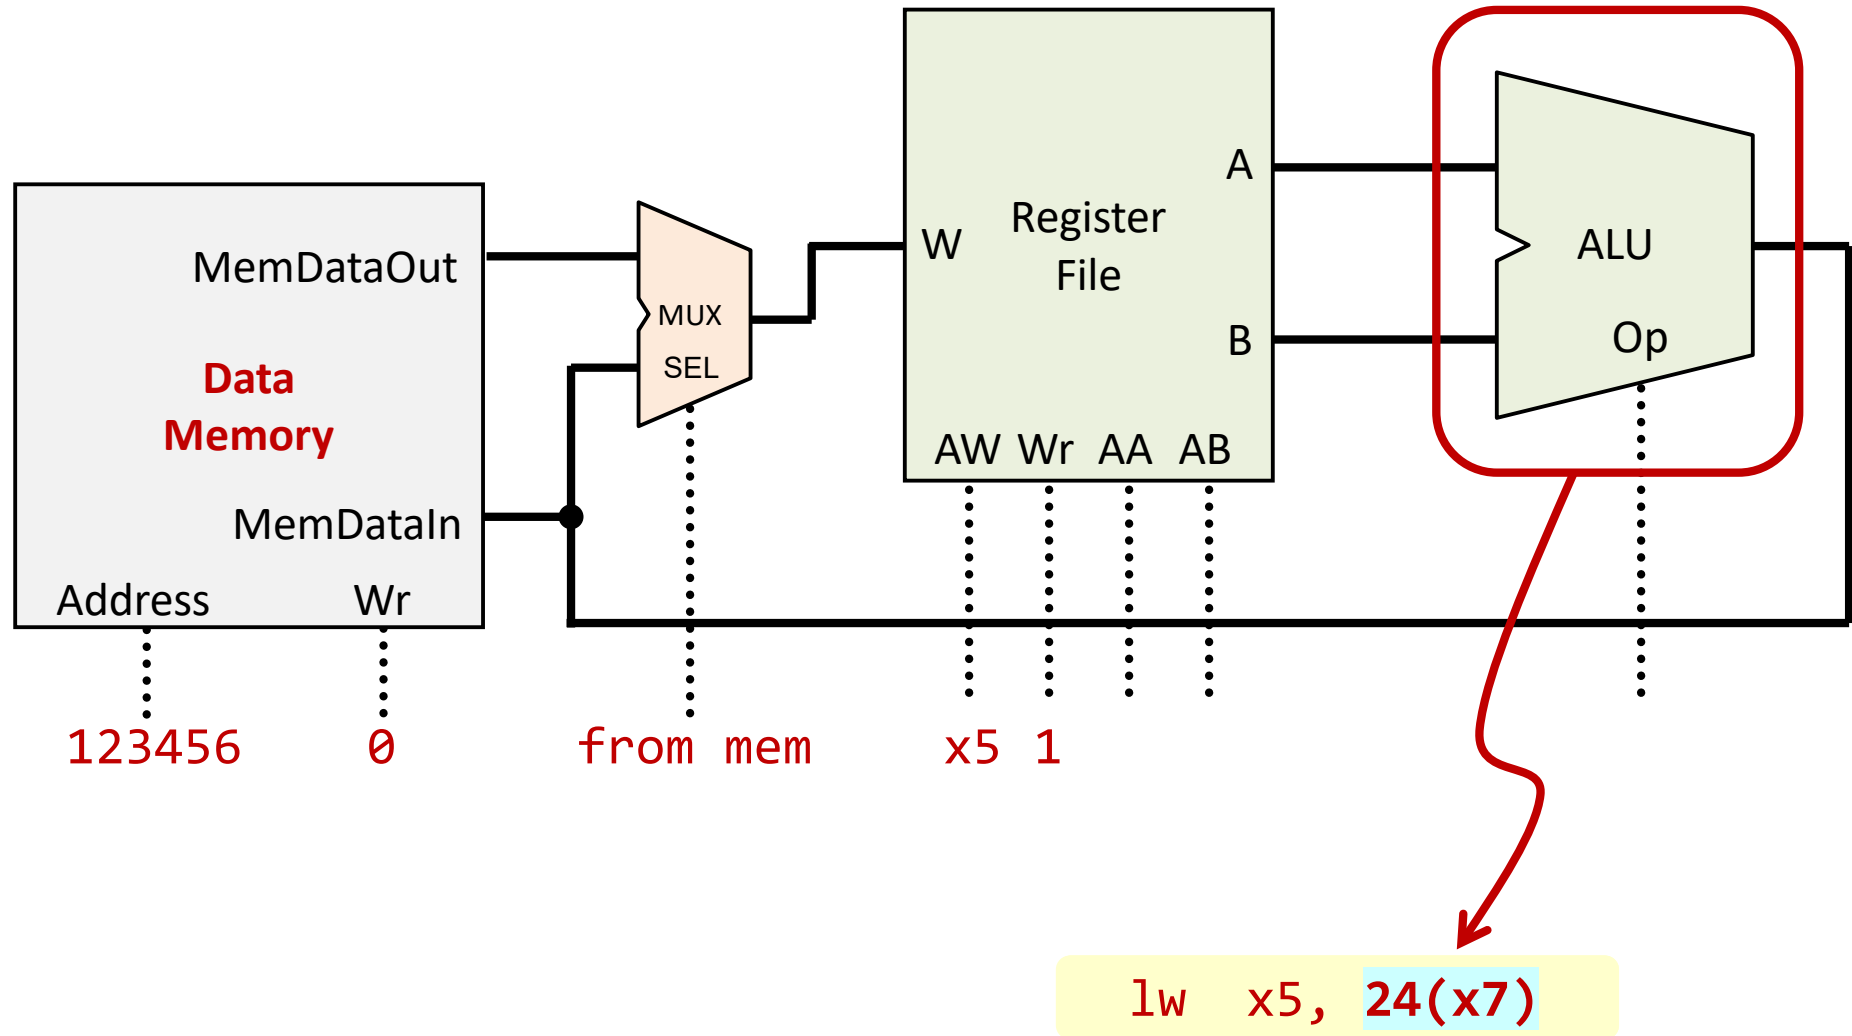 MemDataOut
Data
Memory
MemDataIn
Address Wr
MUX
SEL
W
Register
File
A
B
AW Wr AA AB
ALU
Op
123456 0 from mem x5 1
lw x5, 24(x7)